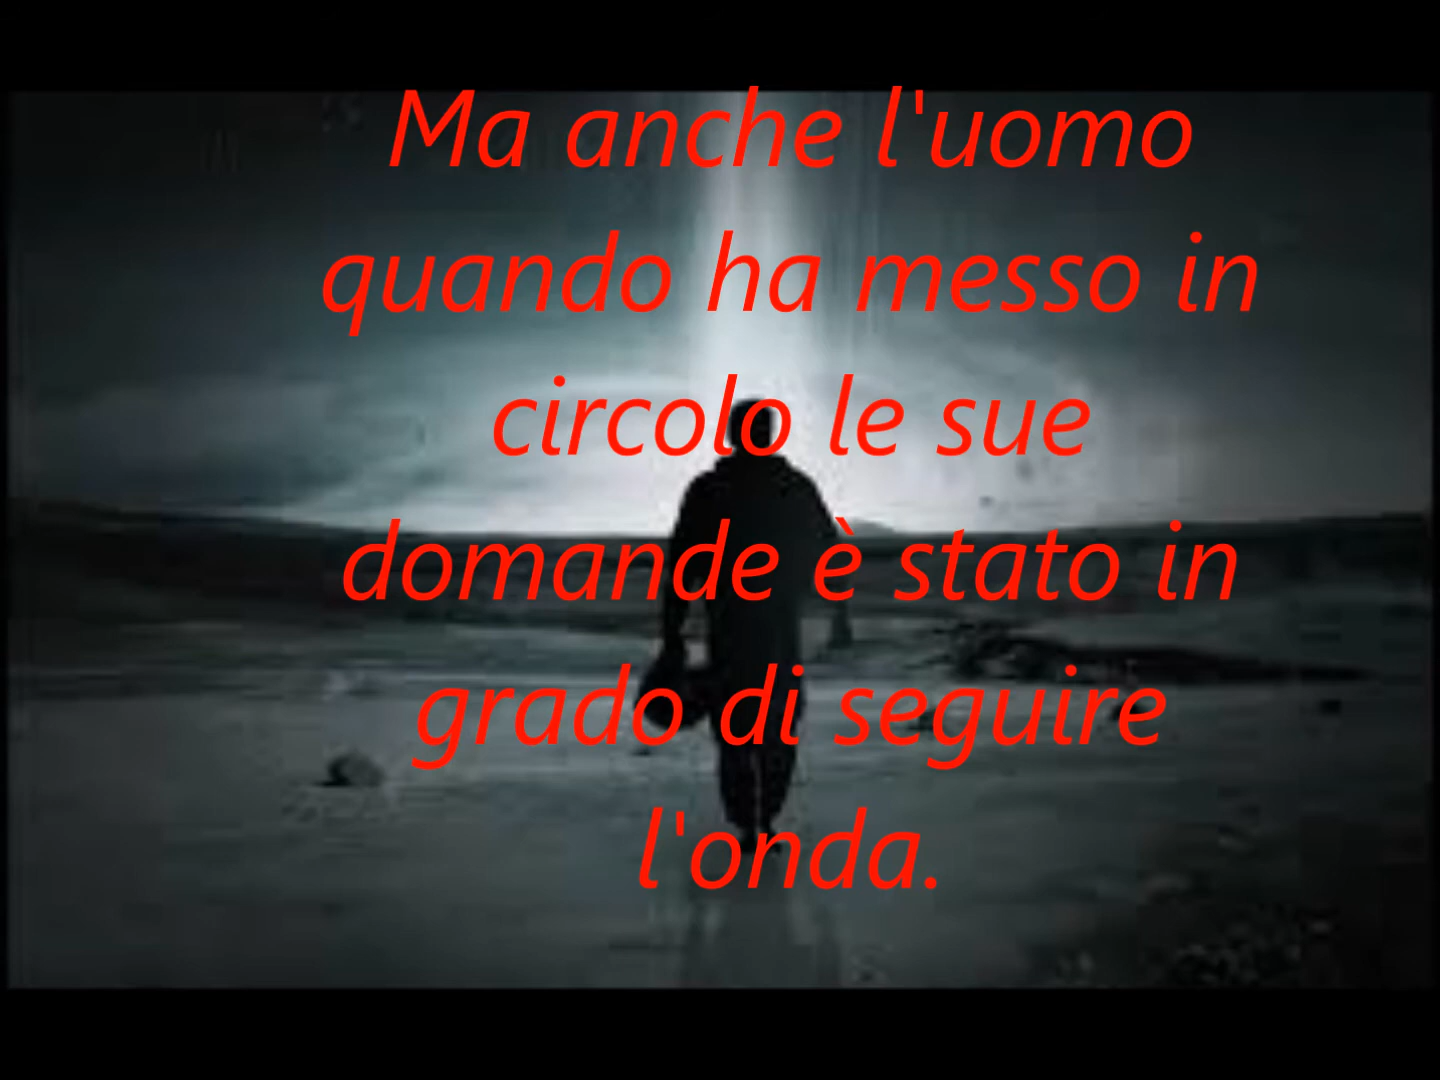 Ma anche l'uomo
quando ha messo in
circolo le sue
domande è stato in
grado di seguire
l'onda.